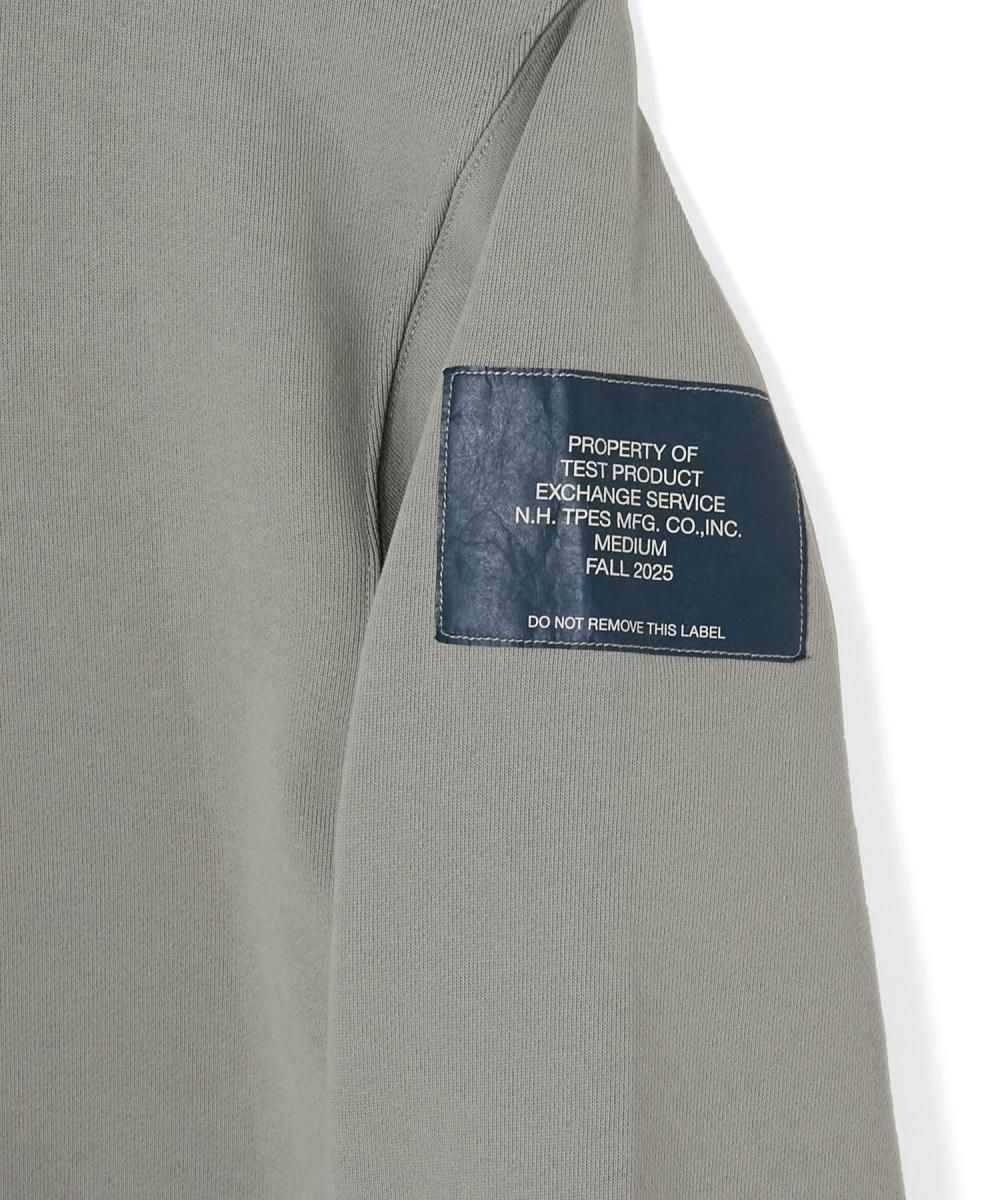 PROPERTY OF
TEST PRODUCT
EXCHANGE SERVICE
N.H. TPES MFG. CO.,INC.
MEDIUM
FALL 2025
DO NOT REMOVE THIS LABEL